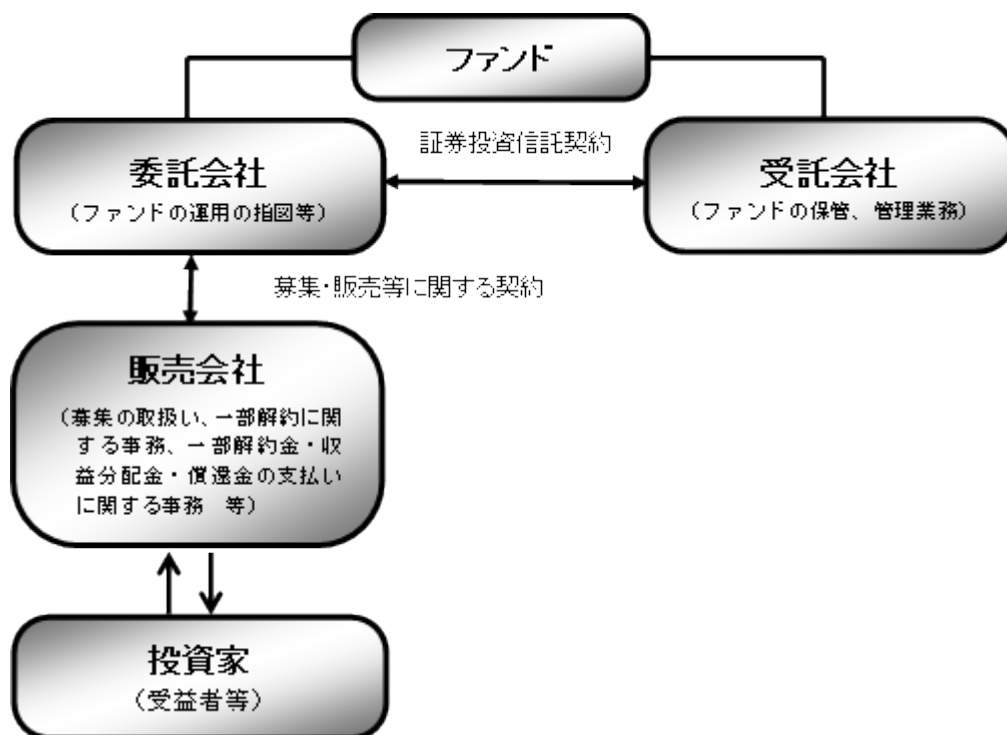 ファンド
証券投資信託契約
委託会社
(ファンドの運用の指図等)
受託会社
(ファンドの保管、管理業務)
募集・販売等に関する契約
販売会社
(募集の取扱い、一部解約に関
する事務、一部解約金・収
益分配金・償還金の支払い
に関する事務　等)
投資家
(受益者等)